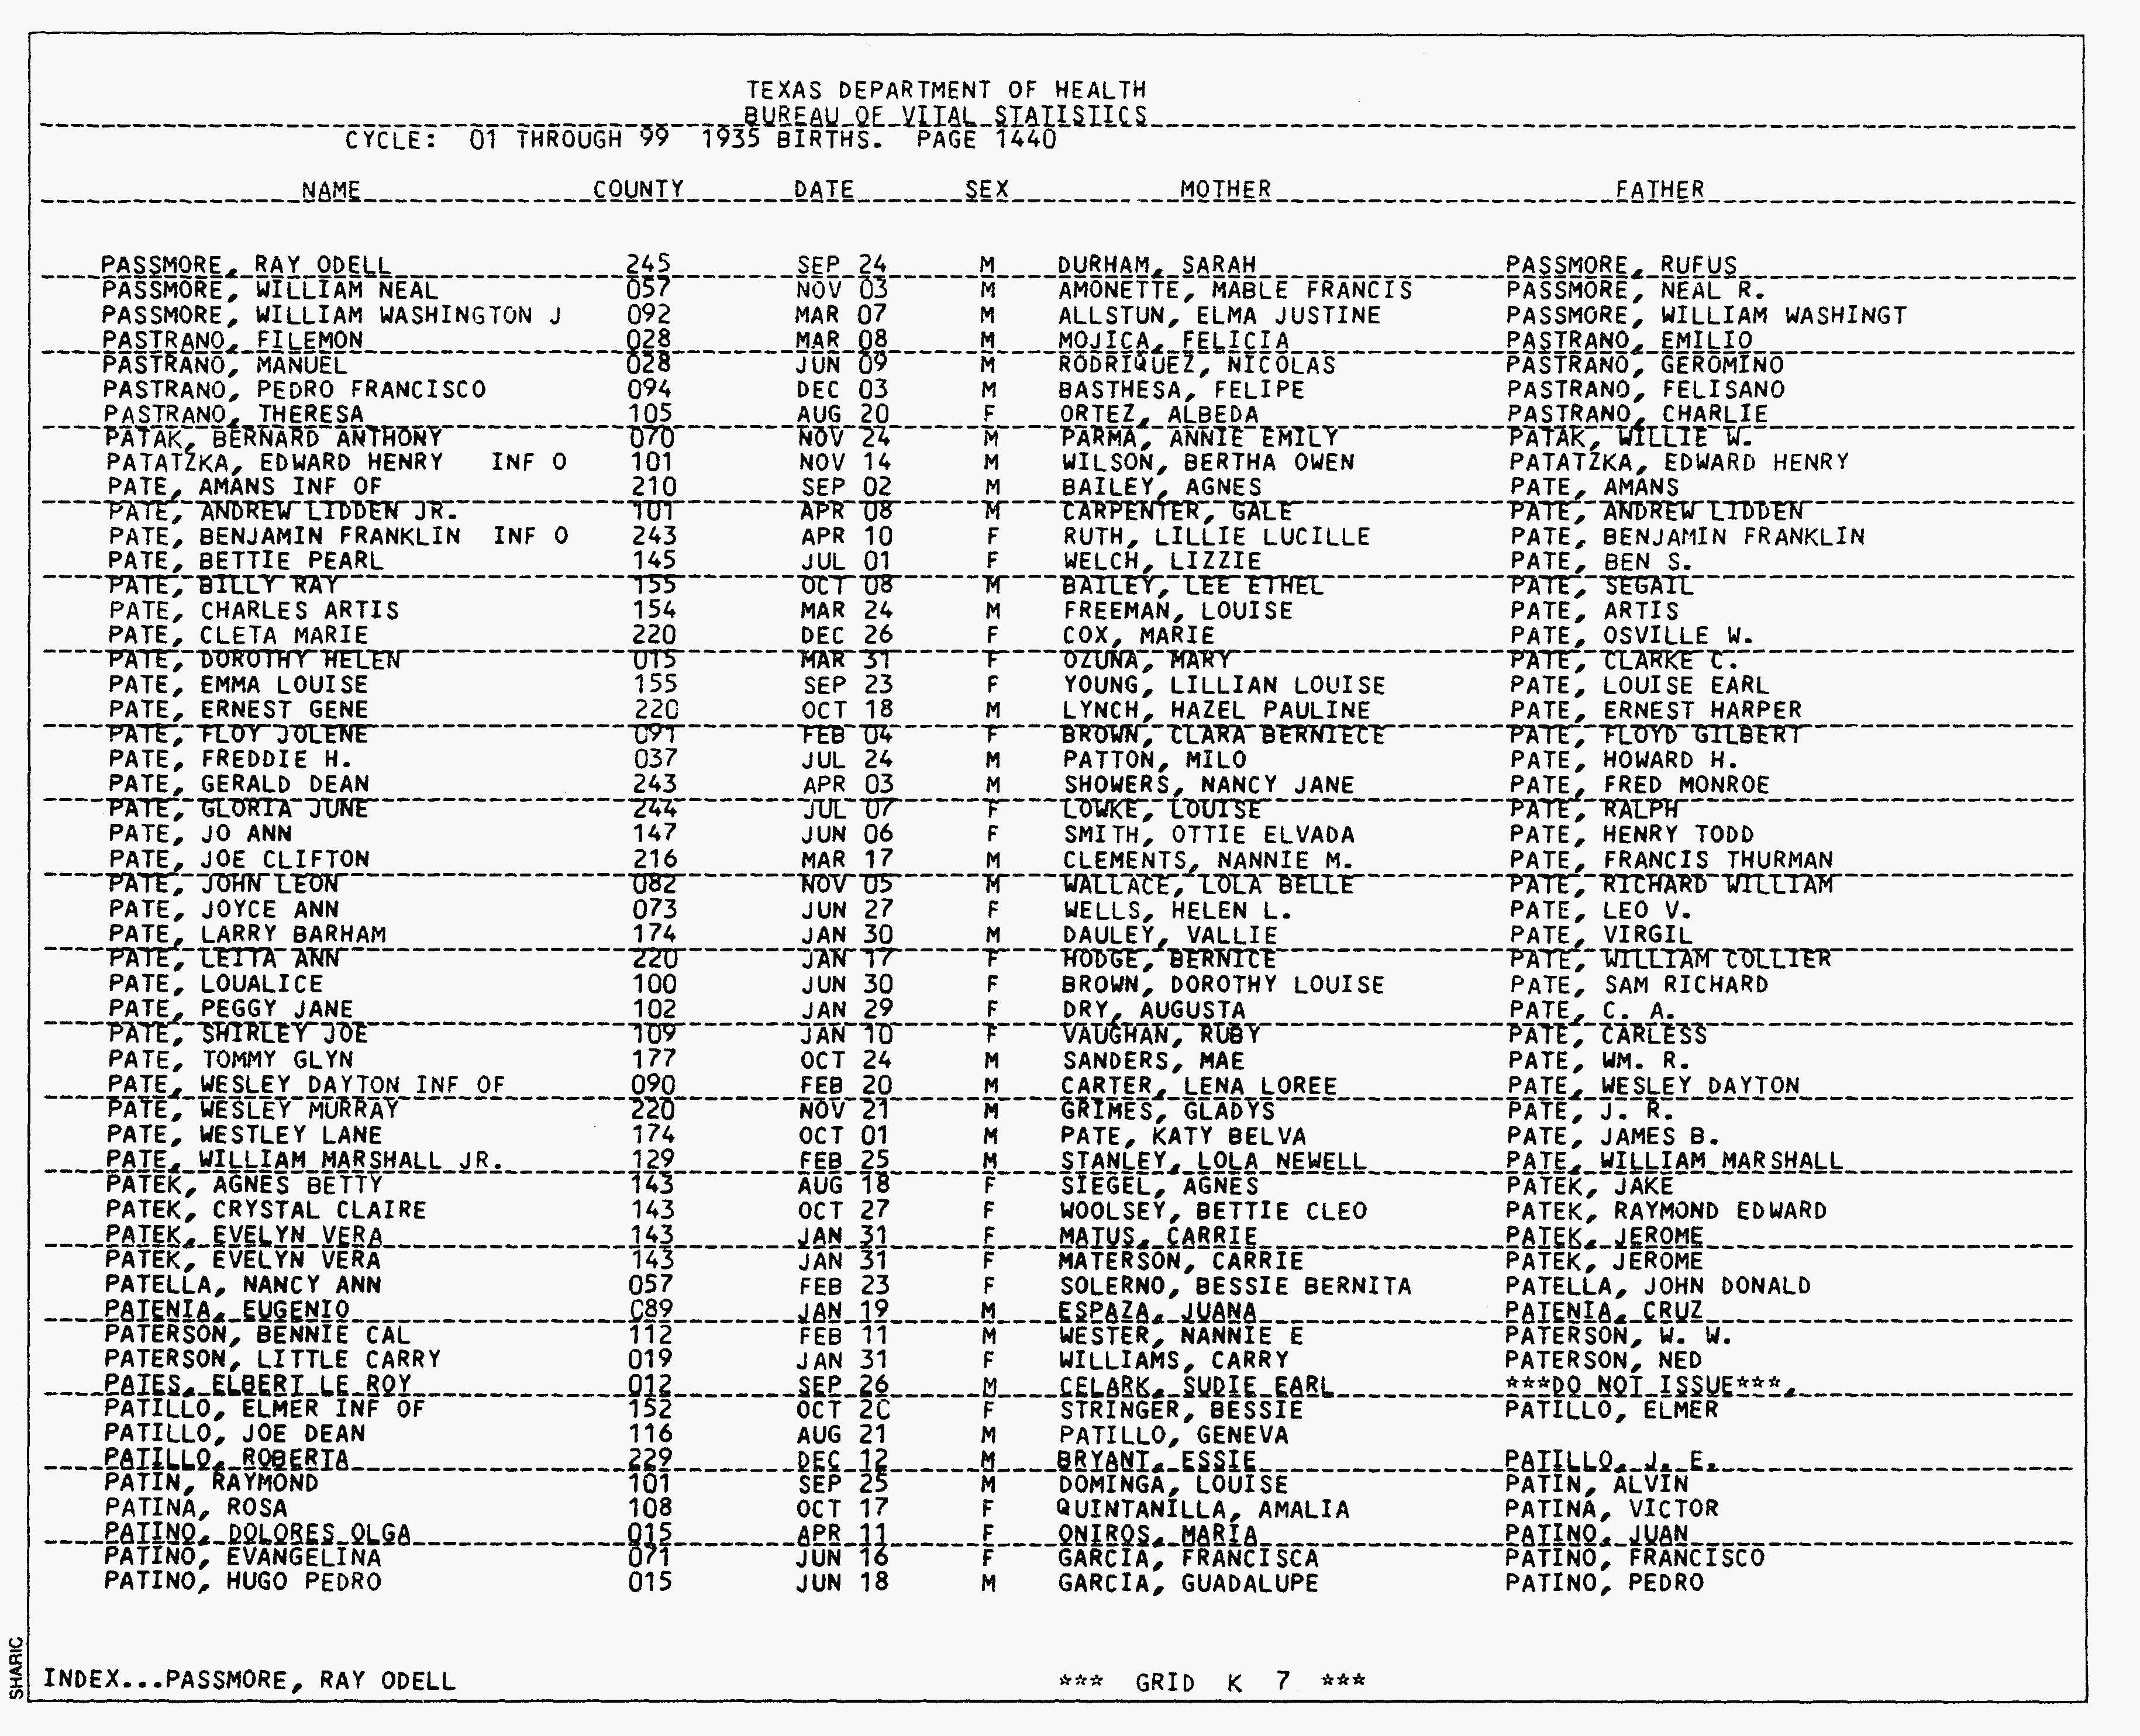 TEXAS DEPARTMENT OF HEALTH
BUREAU OF VITAL STATISTICS
CYCLE: 01 THROUGH 99 1935 BIRTHS. PAGE 1440
NAME COUNTY DATE SEX MOTHER FATHER
PASSMORE, RAY ODELL 245 SEP 24 M DURHAM, SARAH PASSMORE, RUFUS
PASSMORE, WILLIAM NEAL 057 NOV 03 M AMONETTE, MABLE FRANCIS PASSMORE, NEAL R.
PASSMORE, WILLIAM WASHINGTON J 092 MAR 07 M ALLSTUN, ELMA JUSTINE PASSMORE, WILLIAM WASHINGT
PASTRANO, FILEMON 028 MAR 08 M MOJICA, FELICIA PASTRANO, EMILIO
PASTRANO, MANUEL 028 JUN 09 M RODRIQUEZ, NICOLAS PASTRANO, GEROMINO
PASTRANO, PEDRO FRANCISCO 094 DEC 03 M BASTHESA, FELIPE PASTRANO, FELISANO
PASTRANO, THERESA 105 AUG 20 F ORTEZ, ALBEDA PASTRANO, CHARLIE
PATAK, BERNARD ANTHONY 070 NOV 24 M PARMA, ANNIE EMILY PATAK, WILLIE W.
PATATZKA, EDWARD HENRY INF O 101 NOV 14 M WILSON, BERTHA OWEN PATATZKA, EDWARD HENRY
PATE, AMANS INF OF 210 SEP 02 M BAILEY, AGNES PATE, AMANS
PATE, ANDREW LIDDEN JR. 101 APR 08 M CARPENTER, GALE PATE, ANDREW LIDDEN
PATE, BENJAMIN FRANKLIN INF O 243 APR 10 F RUTH, LILLIE LUCILLE PATE, BENJAMIN FRANKLIN
PATE, BETTIE PEARL 145 JUL 01 F WELCH, LIZZIE PATE, BEN S.
PATE, BILLY RAY 155 OCT 08 M BAILEY, LEE ETHEL PATE, SEGAIL
PATE, CHARLES ARTIS 154 MAR 24 M FREEMAN, LOUISE PATE, ARTIS
PATE, CLETA MARIE 220 DEC 26 F COX, MARIE PATE, OSVILLE W.
PATE, DOROTHY HELEN 015 MAR 31 F OZUNA, MARY PATE, CLARKE C.
PATE, EMMA LOUISE 155 SEP 23 F YOUNG, LILLIAN LOUISE PATE, LOUISE EARL
PATE, ERNEST GENE 220 OCT 18 M LYNCH, HAZEL PAULINE PATE, ERNEST HARPER
PATE, FLOY JOLENE 091 FEB 04 F BROWN, CLARA BERNIECE PATE, FLOYD GILBERT
PATE, FREDDIE H. 037 JUL 24 M PATTON, MILO PATE, HOWARD H.
PATE, GERALD DEAN 243 APR 03 M SHOWERS, NANCY JANE PATE, FRED MONROE
PATE, GLORIA JUNE 244 JUL 07 F LOWKE, LOUISE PATE, RALPH
PATE, JO ANN 147 JUN 06 F SMITH, OTTIE ELVADA PATE, HENRY TODD
PATE, JOE CLIFTON 216 MAR 17 M CLEMENTS, NANNIE M. PATE, FRANCIS THURMAN
PATE, JOHN LEON 082 NOV 05 M WALLACE, LOLA BELLE PATE, RICHARD WILLIAM
PATE, JOYCE ANN 073 JUN 27 F WELLS, HELEN L. PATE, LEO V.
PATE, LARRY BARHAM 174 JAN 30 M DAULEY, VALLIE PATE, VIRGIL
PATE, LETTA ANN 220 JAN 17 F HODGE, BERNICE PATE, WILLIAM COLLIER
PATE, LOUALICE 100 JUN 30 F BROWN, DOROTHY LOUISE PATE, SAM RICHARD
PATE, PEGGY JANE 102 JAN 29 F DRY, AUGUSTA PATE, C. A.
PATE, SHIRLEY JOE 109 JAN 10 F VAUGHAN, RUBY PATE, CARLESS
PATE, TOMMY GLYN 177 OCT 24 M SANDERS, MAE PATE, WM. R.
PATE, WESLEY DAYTON INF OF 090 FEB 20 M CARTER, LENA LOREE PATE, WESLEY DAYTON
PATE, WESLEY MURRAY 220 NOV 21 M GRIMES, GLADYS PATE, J. R.
PATE, WESTLEY LANE 174 OCT 01 M PATE, KATY BELVA PATE, JAMES B.
PATE, WILLIAM MARSHALL JR. 129 FEB 25 M STANLEY, LOLA NEWELL PATE, WILLIAM MARSHALL
PATEK, AGNES BETTY 143 AUG 18 F SIEGEL, AGNES PATEK, JAKE
PATEK, CRYSTAL CLAIRE 143 OCT 27 F WOOLSEY, BETTIE CLEO PATEK, RAYMOND EDWARD
PATEK, EVELYN VERA 143 JAN 31 F MATUS, CARRIE PATEK, JEROME
PATEK, EVELYN VERA 143 JAN 31 F MATERSON, CARRIE PATEK, JEROME
PATELLA, NANCY ANN 057 FEB 23 F SOLERNO, BESSIE BERNITA PATELLA, JOHN DONALD
PATENIA, EUGENIO 089 JAN 19 M ESPAZA, JUANA PATENIA, CRUZ
PATERSON, BENNIE CAL 112 FEB 11 M WESTER, NANNIE E PATERSON, W. W.
PATERSON, LITTLE CARRY 019 JAN 31 F WILLIAMS, CARRY PATERSON, NED
PATES, ELBERT LE ROY 012 SEP 26 M CELARK, SUDIE EARL ***DO NOT ISSUE***,
PATILLO, ELMER INF OF 152 OCT 20 F STRINGER, BESSIE PATILLO, ELMER
PATILLO, JOE DEAN 116 AUG 21 M PATILLO, GENEVA
PATILLO, ROBERTA 229 DEC 12 M BRYANT, ESSIE PATILLO, J. E.
PATIN, RAYMOND 101 SEP 25 M DOMINGA, LOUISE PATIN, ALVIN
PATINA, ROSA 108 OCT 17 F QUINTANILLA, AMALIA PATINA, VICTOR
PATINO, DOLORES OLGA 015 APR 11 F ONIROS, MARIA PATINO, JUAN
PATINO, EVANGELINA 071 JUN 16 F GARCIA, FRANCISCA PATINO, FRANCISCO
PATINO, HUGO PEDRO 015 JUN 18 M GARCIA, GUADALUPE PATINO, PEDRO
SHARIC
INDEX...PASSMORE, RAY ODELL *** GRID K 7 ***